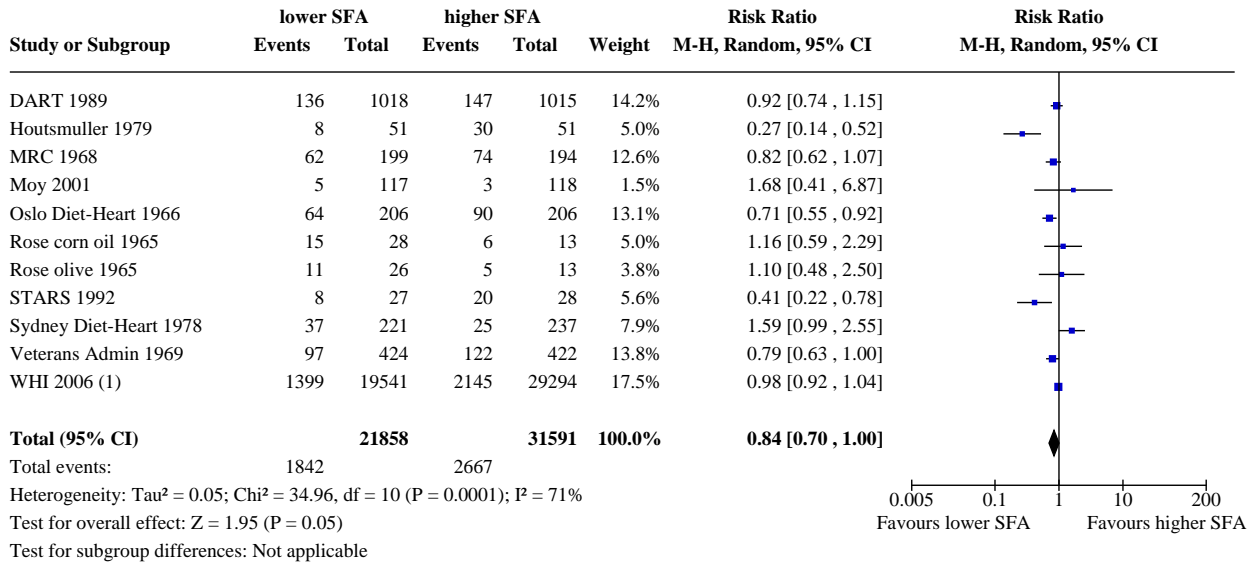 lower SFA higher SFA Risk Ratio Risk Ratio
Study or Subgroup Events Total Events Total Weight M-H, Random, 95% CI M-H, Random, 95% CI
DART 1989 136 1018 147 1015 14.2% 0.92 [0.74 , 1.15]
Houtsmuller 1979 8 51 30 51 5.0% 0.27 [0.14 , 0.52]
MRC 1968 62 199 74 194 12.6% 0.82 [0.62 , 1.07]
Moy 2001 5 117 3 118 1.5% 1.68 [0.41 , 6.87]
Oslo Diet-Heart 1966 64 206 90 206 13.1% 0.71 [0.55 , 0.92]
Rose corn oil 1965 15 28 6 13 5.0% 1.16 [0.59 , 2.29]
Rose olive 1965 11 26 5 13 3.8% 1.10 [0.48 , 2.50]
STARS 1992 8 27 20 28 5.6% 0.41 [0.22 , 0.78]
Sydney Diet-Heart 1978 37 221 25 237 7.9% 1.59 [0.99 , 2.55]
Veterans Admin 1969 97 424 122 422 13.8% 0.79 [0.63 , 1.00]
WHI 2006 (1) 1399 19541 2145 29294 17.5% 0.98 [0.92 , 1.04]
Total (95% CI) 21858 31591 100.0% 0.84 [0.70 , 1.00]
Total events: 1842 2667
Heterogeneity: Tau² = 0.05; Chi² = 34.96, df = 10 (P = 0.0001); I² = 71%
0.005 0.1 1 10 200
Test for overall effect: Z = 1.95 (P = 0.05)
Favours lower SFA Favours higher SFA
Test for subgroup differences: Not applicable